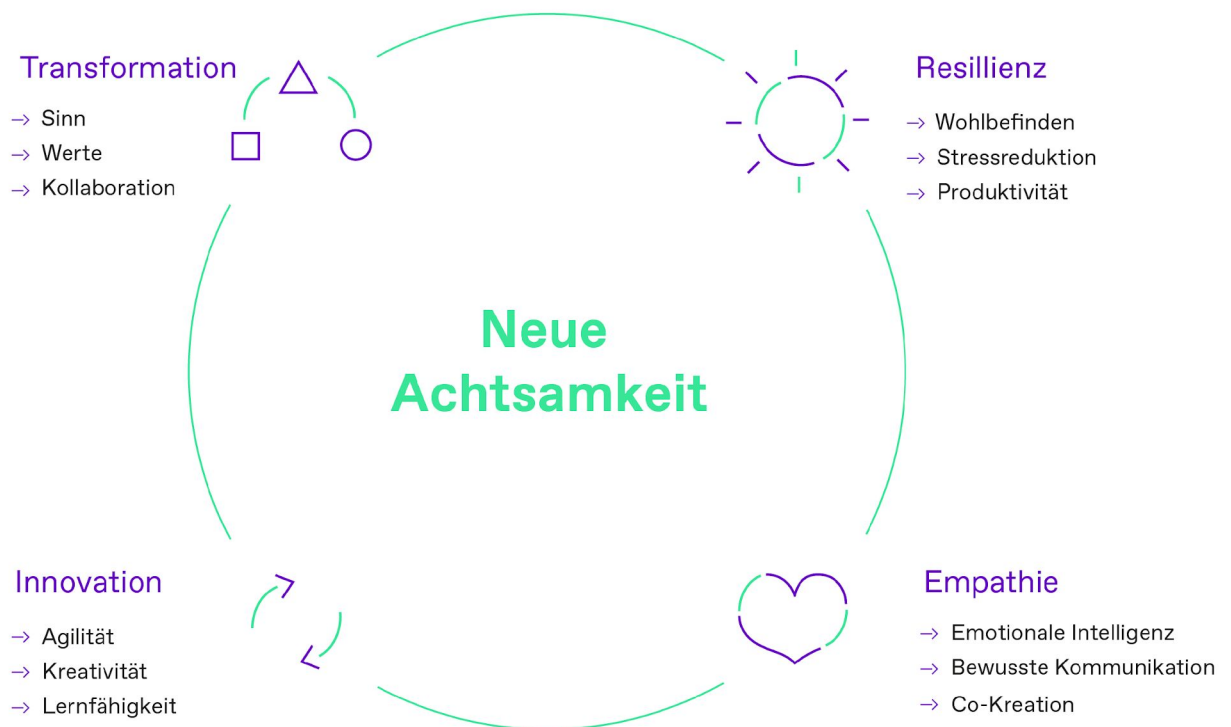 Transformation
→ Sinn
→ Werte
→ Kollaboration
Resillienz
→ Wohlbefinden
→ Stressreduktion
→ Produktivität
Neue
Achtsamkeit
Innovation
→ Agilität
→ Kreativität
→ Lernfähigkeit
Empathie
→ Emotionale Intelligenz
→ Bewusste Kommunikation
→ Co-Kreation